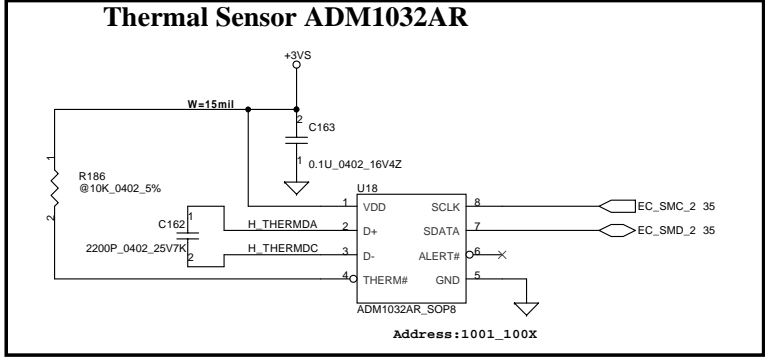 Thermal Sensor ADM1032AR
+3VS
W=15mil
2
C163
1
0.1U_0402_16V4Z
1
R186
@10K_0402_5%
2
U18
1 VDD SCLK 8 EC_SMC_2 35
C162 1 H_THERMDA 2 D+ SDATA 7 EC_SMD_2 35
2200P_0402_25V7K
2 H_THERMDC 3 D- ALERT# 6
4 THERM# GND 5
ADM1032AR_SOP8
Address:1001_100X